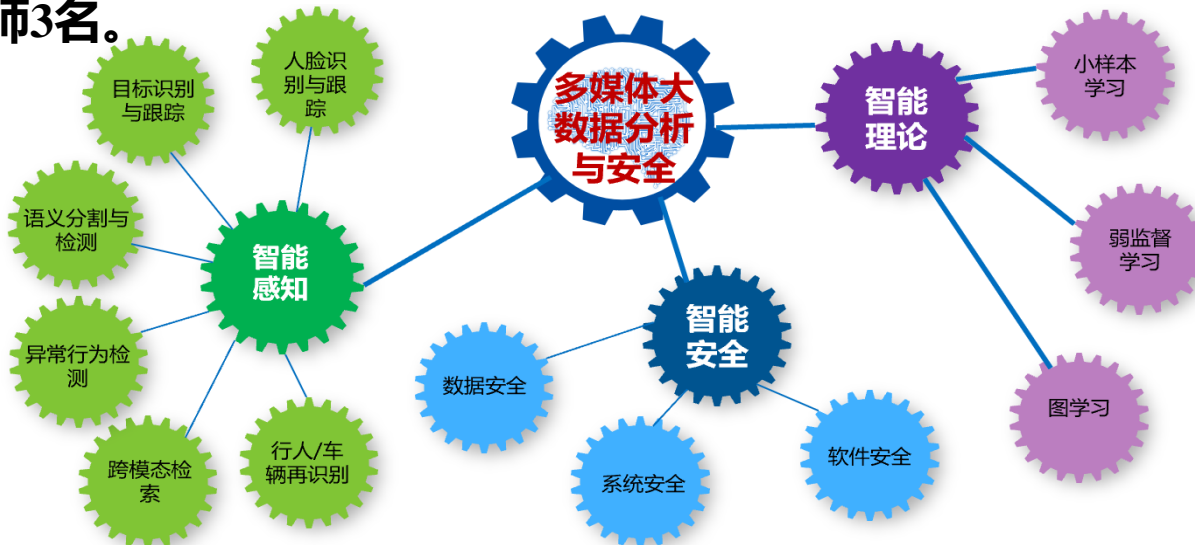 师3名。
人脸识
别与跟
踪
目标识别
与跟踪
语义分割与
检测
异常行为检
测
跨模态检
索
行人/车
辆再识别
智能
感知
多媒体大
数据分析
与安全
智能
安全
数据安全
系统安全
软件安全
智能
理论
小样本
学习
弱监督
学习
图学习